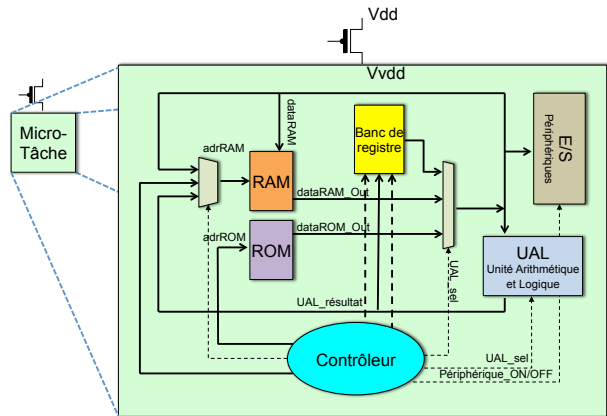 Vdd
Vvdd
Micro-
Tâche
adrRAM
dataRAM
Banc de
registre
E/S
Périphériques
RAM
dataRAM_Out
adrROM
ROM
dataROM_Out
UAL
Unité Arithmétique
et Logique
UAL_sel
UAL_résultat
Contrôleur
UAL_sel
Périphérique_ON/OFF